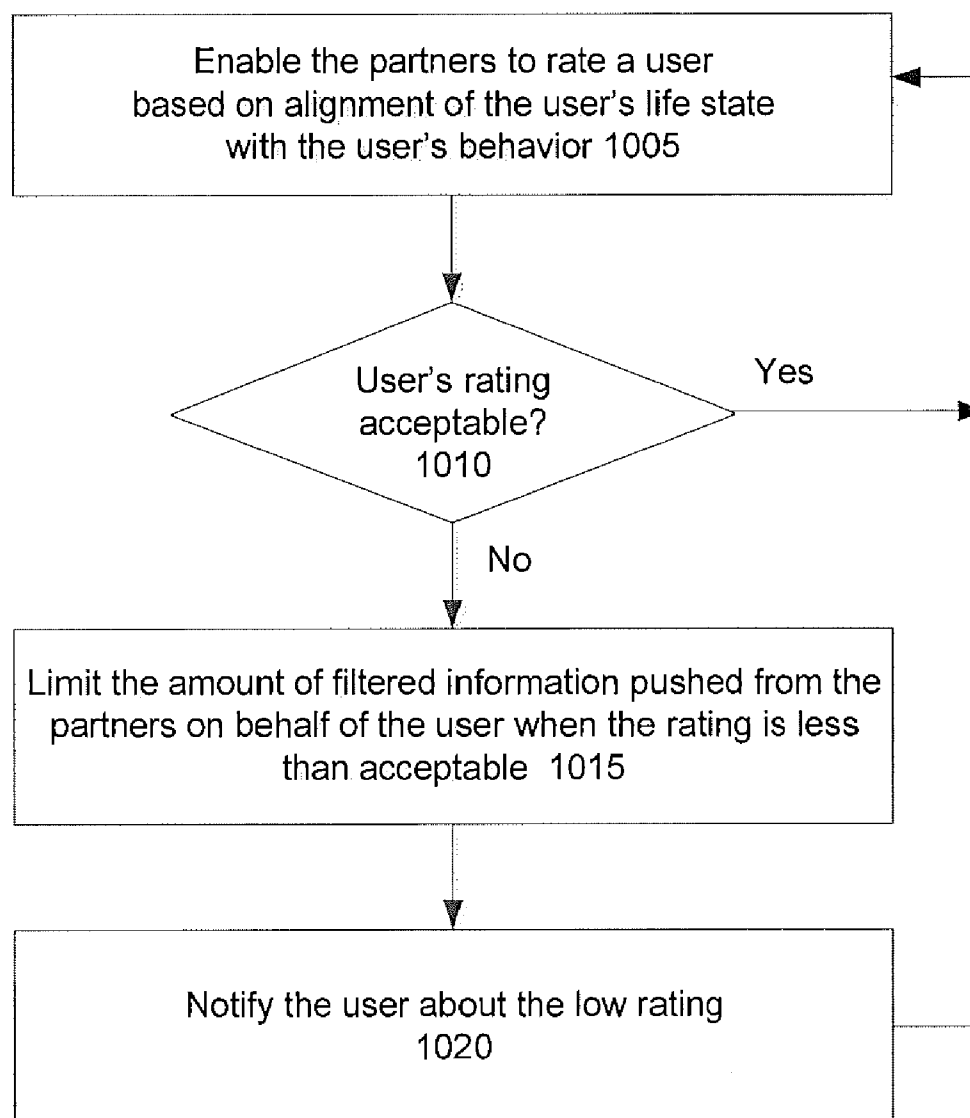 Enable the partners to rate a user
based on alignment of the user's life state
with the user's behavior 1005
User's rating
acceptable?
1010
Yes
No
Limit the amount of filtered information pushed from the
partners on behalf of the user when the rating is less
than acceptable 1015
Notify the user about the low rating
1020